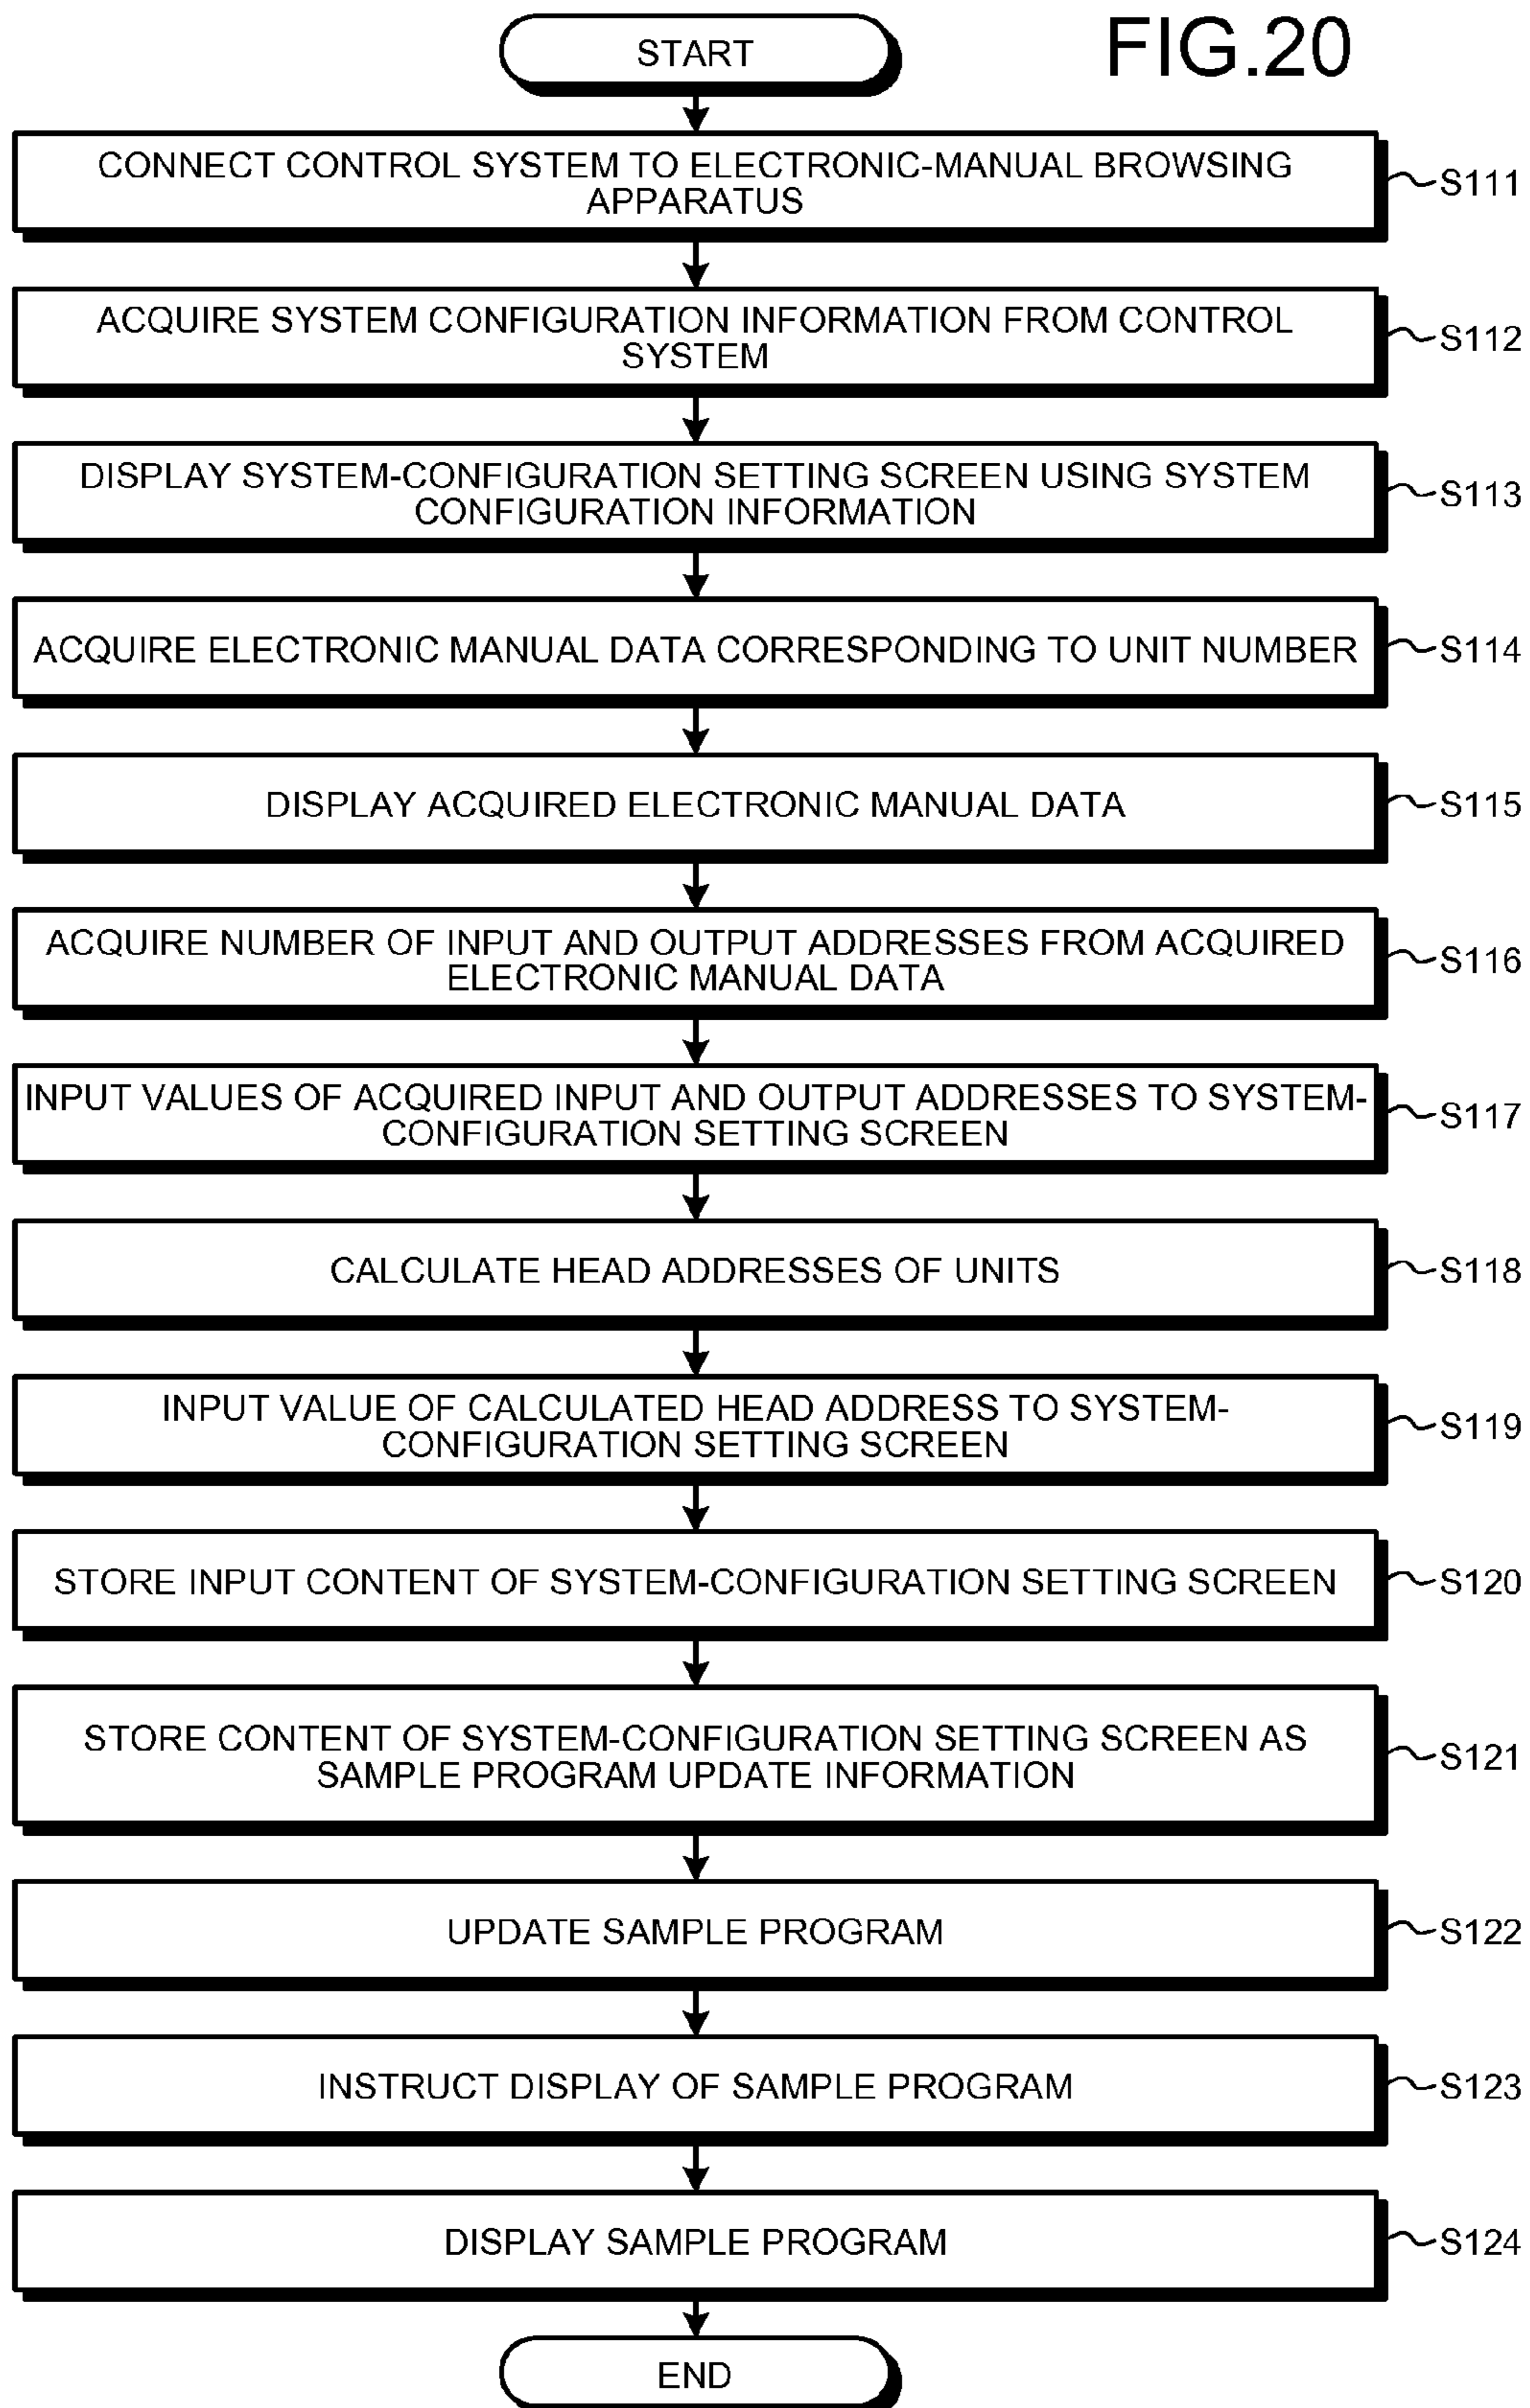 FIG.20
START
CONNECT CONTROL SYSTEM TO ELECTRONIC-MANUAL BROWSING
APPARATUS
S111
ACQUIRE SYSTEM CONFIGURATION INFORMATION FROM CONTROL
SYSTEM
S112
DISPLAY SYSTEM-CONFIGURATION SETTING SCREEN USING SYSTEM
CONFIGURATION INFORMATION
S113
ACQUIRE ELECTRONIC MANUAL DATA CORRESPONDING TO UNIT NUMBER
S114
DISPLAY ACQUIRED ELECTRONIC MANUAL DATA
S115
ACQUIRE NUMBER OF INPUT AND OUTPUT ADDRESSES FROM ACQUIRED
ELECTRONIC MANUAL DATA
S116
INPUT VALUES OF ACQUIRED INPUT AND OUTPUT ADDRESSES TO SYSTEM-
CONFIGURATION SETTING SCREEN
S117
CALCULATE HEAD ADDRESSES OF UNITS
S118
INPUT VALUE OF CALCULATED HEAD ADDRESS TO SYSTEM-
CONFIGURATION SETTING SCREEN
S119
STORE INPUT CONTENT OF SYSTEM-CONFIGURATION SETTING SCREEN
S120
STORE CONTENT OF SYSTEM-CONFIGURATION SETTING SCREEN AS
SAMPLE PROGRAM UPDATE INFORMATION
S121
UPDATE SAMPLE PROGRAM
S122
INSTRUCT DISPLAY OF SAMPLE PROGRAM
S123
DISPLAY SAMPLE PROGRAM
S124
END